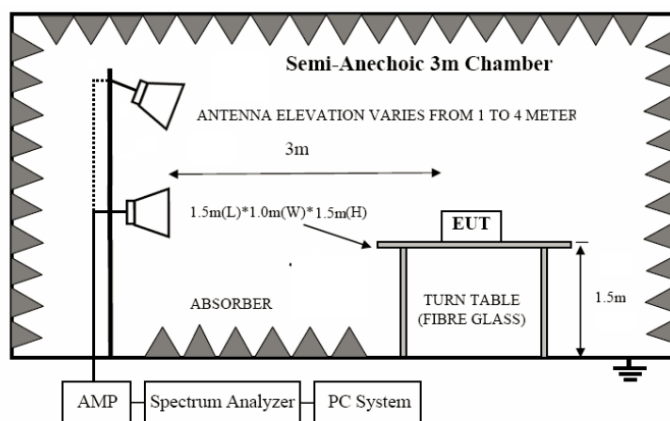 Semi-Anechoic 3m Chamber
ANTENNA ELEVATION VARIES FROM 1 TO 4 METER
3m
1.5m(L)*1.0m(W)*1.5m(H)
EUT
ABSORBER
TURN TABLE
(FIBRE GLASS)
1.5m
AMP
Spectrum Analyzer
PC System